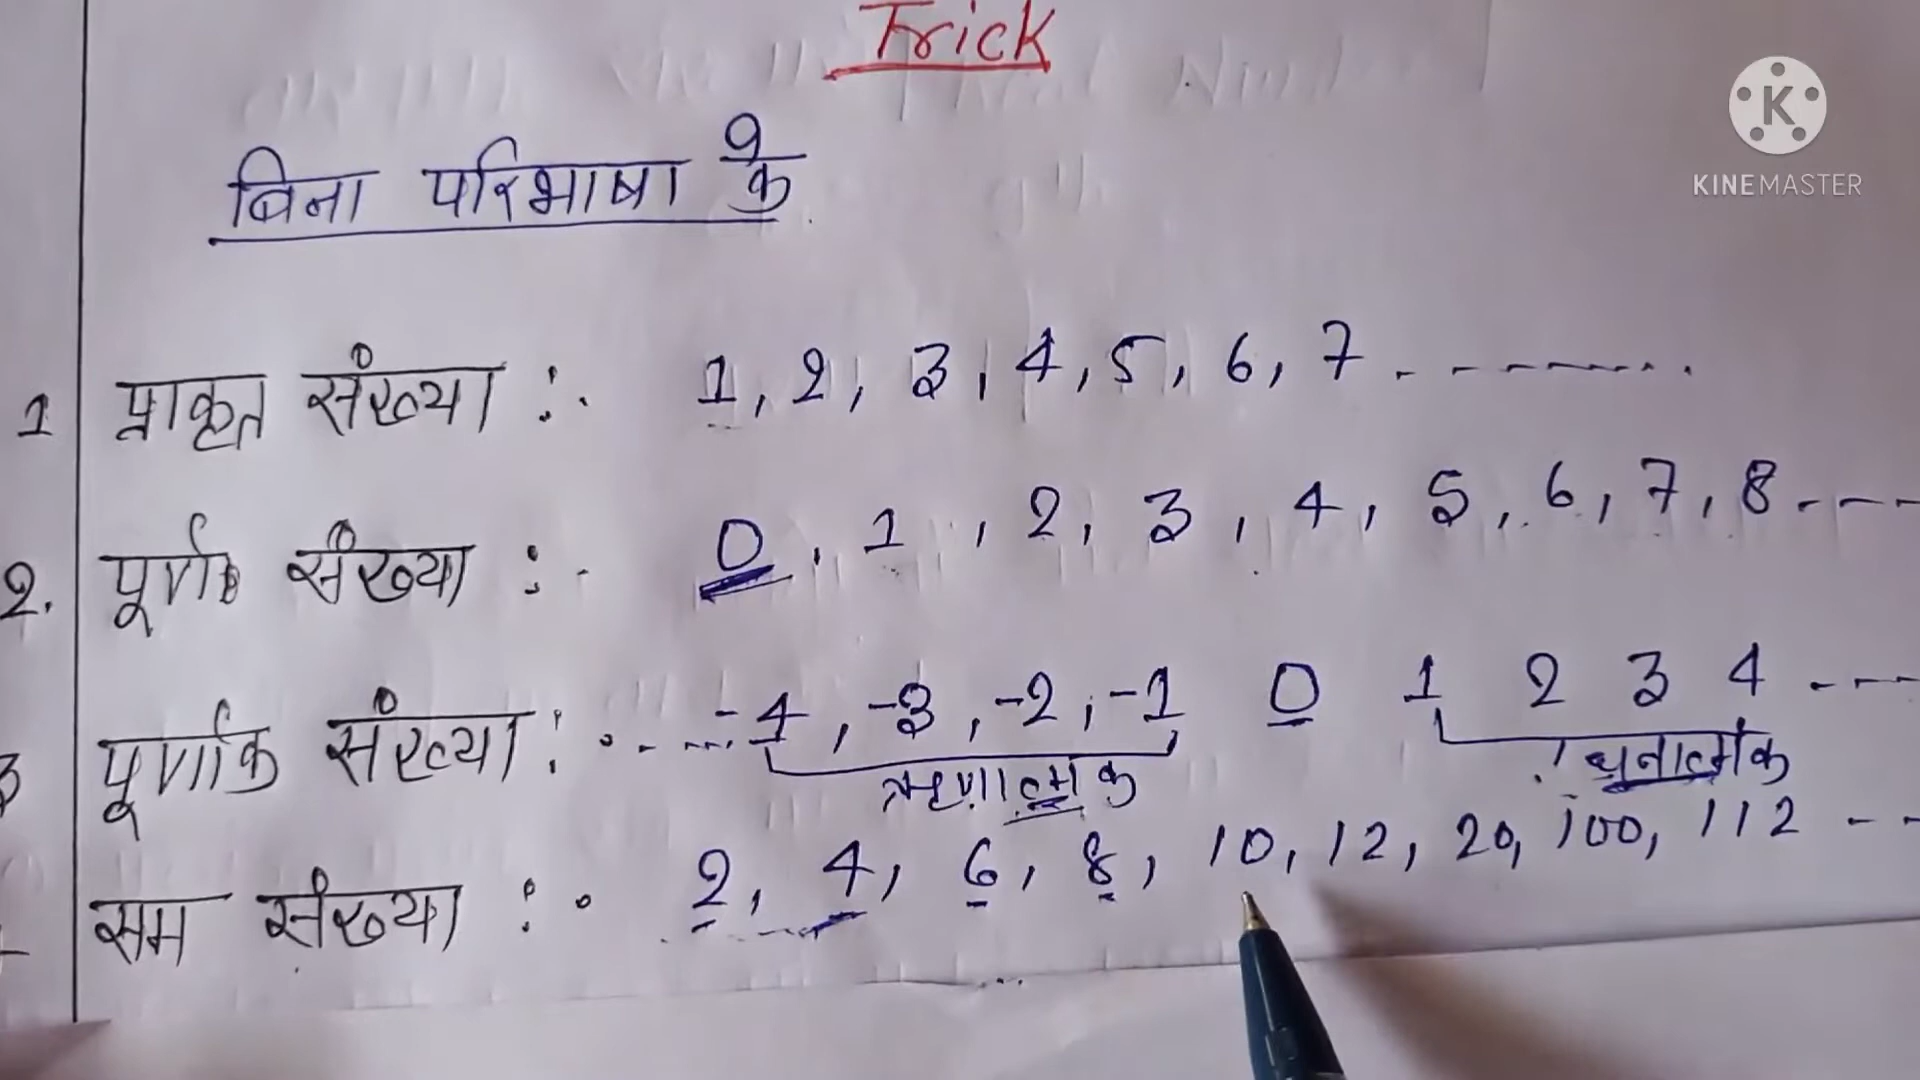 Trick
बिना परिभाषा के
1 प्राकृत संख्या :- 1, 2, 3, 4, 5, 6, 7 - - - - - - -
2. पूर्ण संख्या :- 0, 1, 2, 3, 4, 5, 6, 7, 8 - - - -
3 पूर्णांक संख्या :- - - - -4, -3, -2, -1 0 1 2 3 4 - - - -
ऋणात्मक धनात्मक
सम संख्या :- 2, 4, 6, 8, 10, 12, 20, 100, 112 - -
K
KINEMASTER